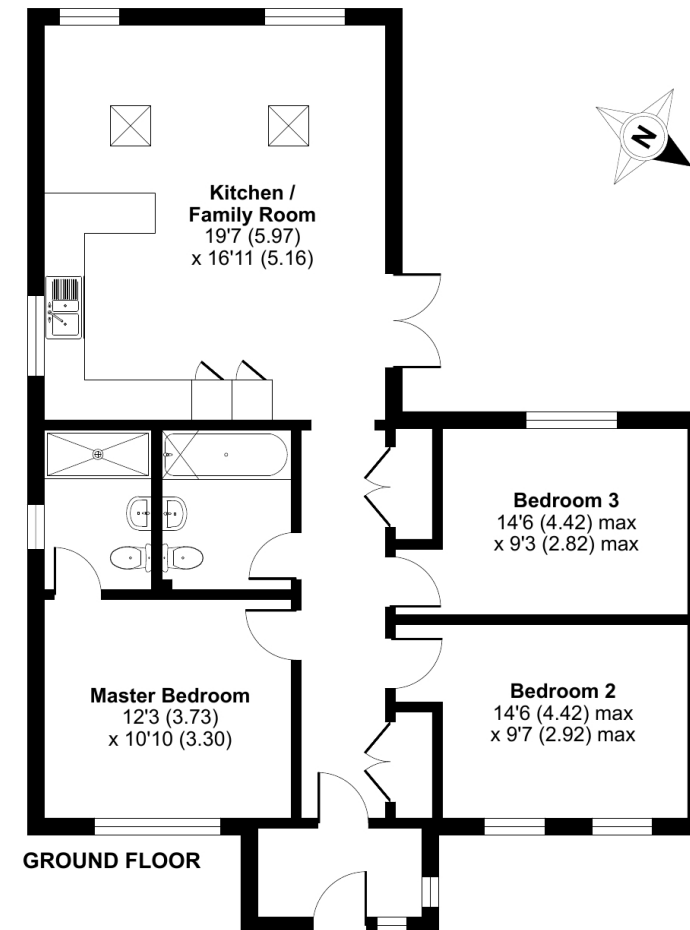 N
Kitchen /
Family Room
19'7 (5.97)
x 16'11 (5.16)
Bedroom 3
14'6 (4.42) max
x 9'3 (2.82) max
Master Bedroom
12'3 (3.73)
x 10'10 (3.30)
Bedroom 2
14'6 (4.42) max
x 9'7 (2.92) max
GROUND FLOOR